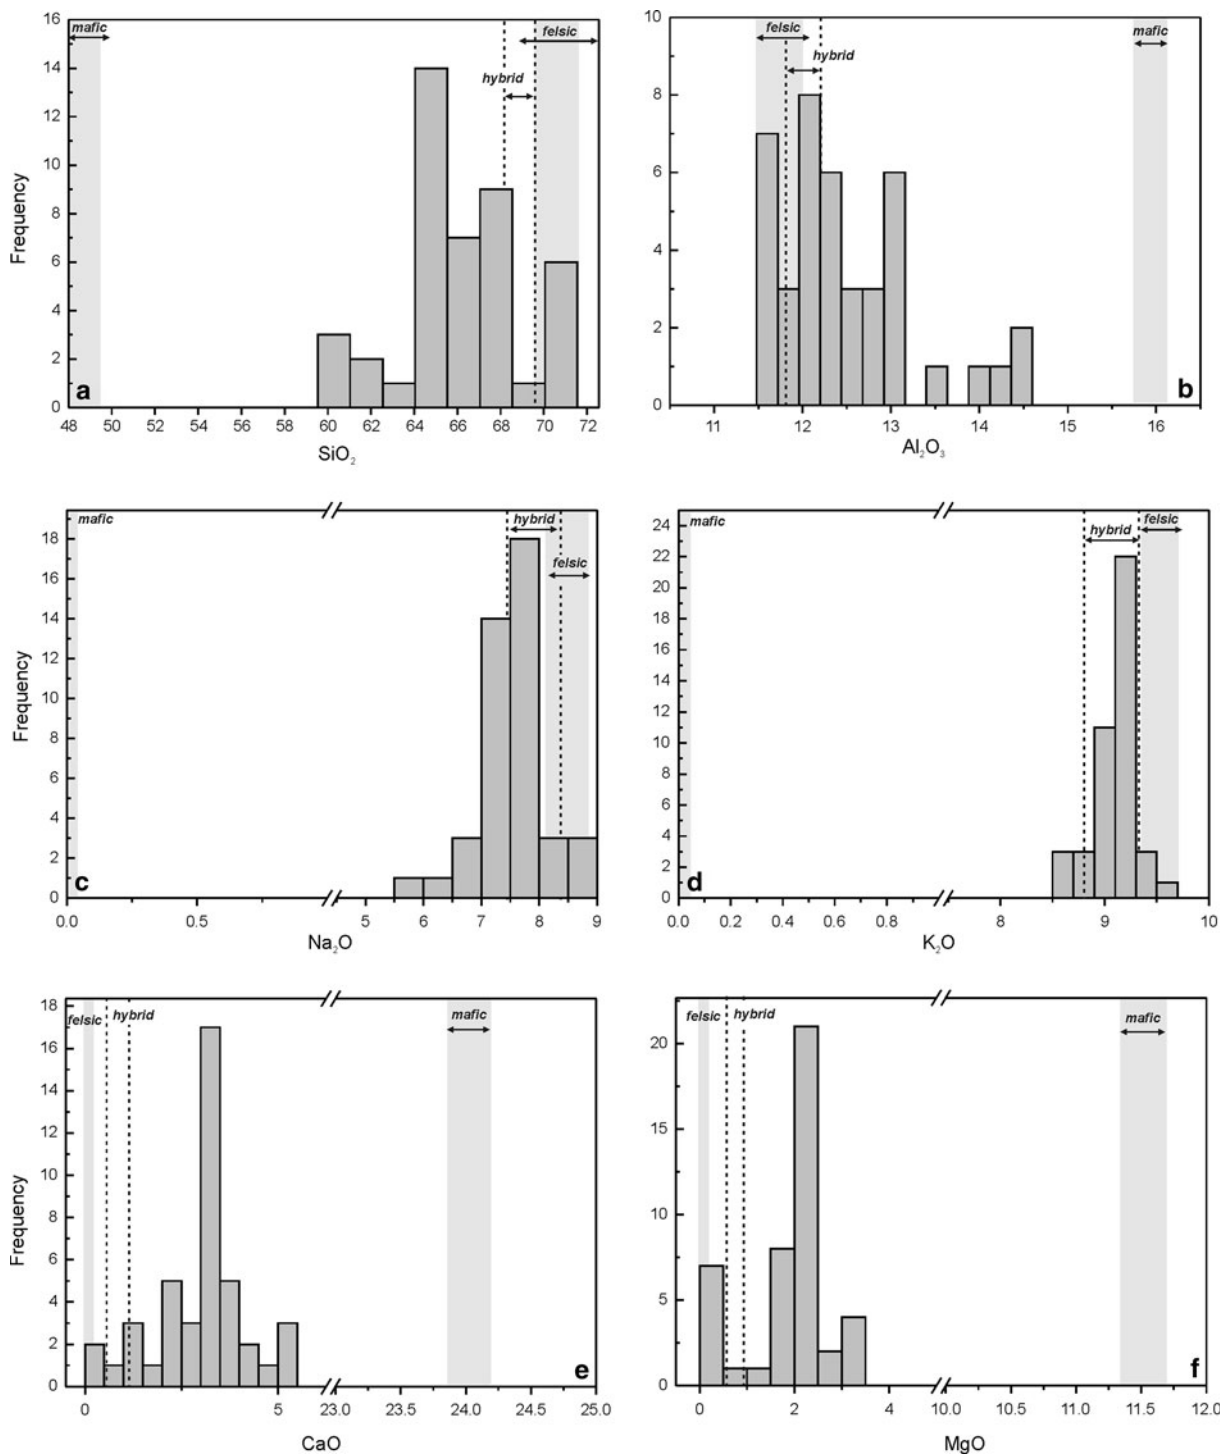 16
14
12
10
8
6
4
2
0
Frequency
mafic
felsic
hybrid
a
48 50 52 54 56 58 60 62 64 66 68 70 72
SiO2
10
8
6
4
2
0
felsic
hybrid
mafic
b
11 12 13 14 15 16
Al2O3
18
16
14
12
10
8
6
4
2
0
Frequency
mafic
hybrid
felsic
c
0.0 0.5 5 6 7 8 9
Na2O
24
22
20
18
16
14
12
10
8
6
4
2
0
mafic
felsic
hybrid
d
0.0 0.2 0.4 0.6 0.8 8 9 10
K2O
18
16
14
12
10
8
6
4
2
0
Frequency
felsic hybrid
mafic
e
0 5 23.0 23.5 24.0 24.5 25.0
CaO
20
15
10
5
0
felsic hybrid
mafic
f
0 2 4 10.0 10.5 11.0 11.5 12.0
MgO